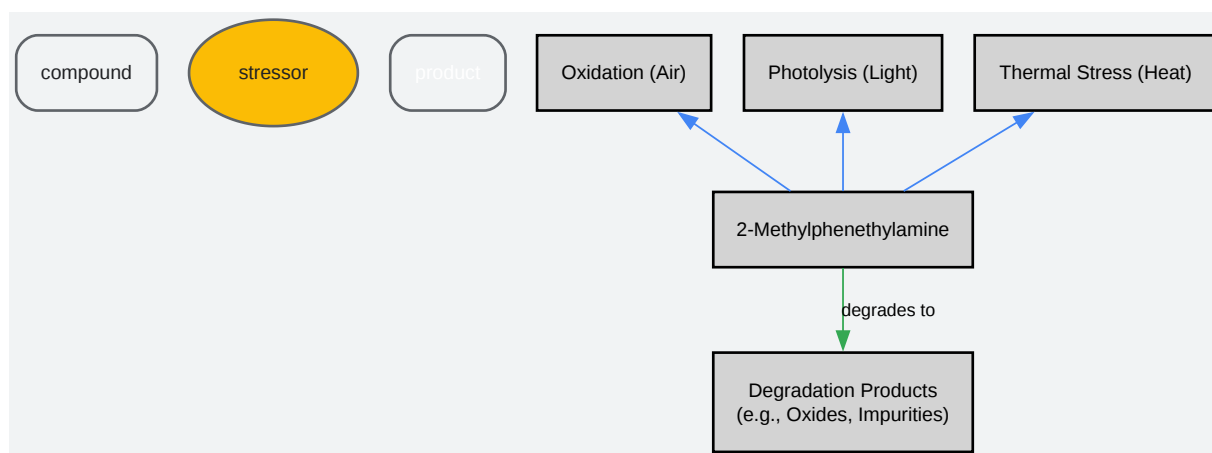 compound
stressor
product
Oxidation (Air)
Photolysis (Light)
Thermal Stress (Heat)
2-Methylphenethylamine
degrades to
Degradation Products
(e.g., Oxides, Impurities)